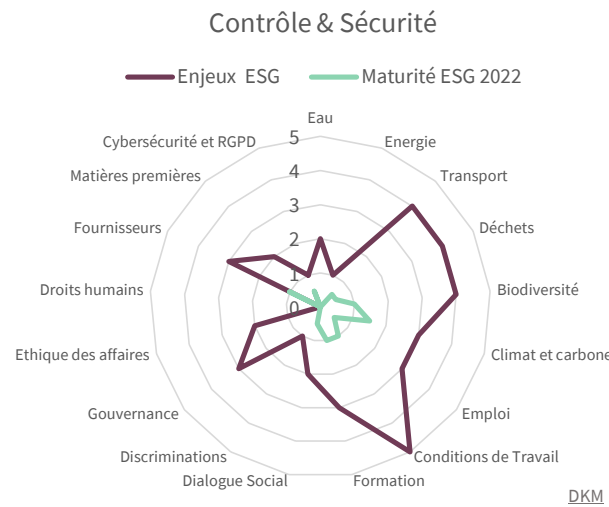 Contrôle & Sécurité
Enjeux ESG
Maturité ESG 2022
Eau
Cybersécurité et RGPD
5
Energie
Matières premières
4
Transport
3
Fournisseurs
2
Déchets
1
Droits humains
0
Biodiversité
Ethique des affaires
Climat et carbone
Gouvernance
Emploi
Discriminations
Conditions de Travail
Dialogue Social
Formation
DKM